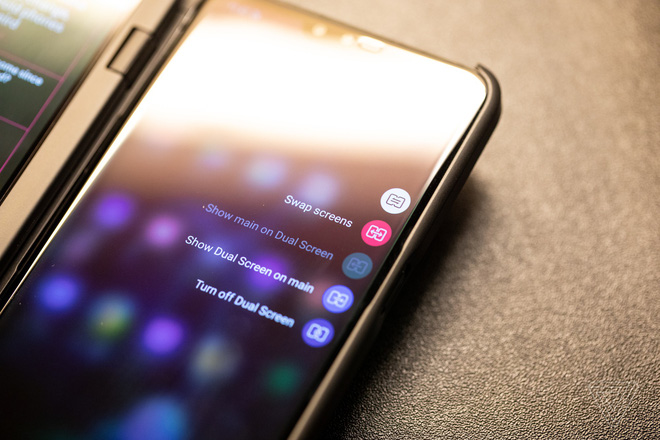 Swap screens
Show main on Dual Screen
Show Dual Screen on main
Turn off Dual Screen